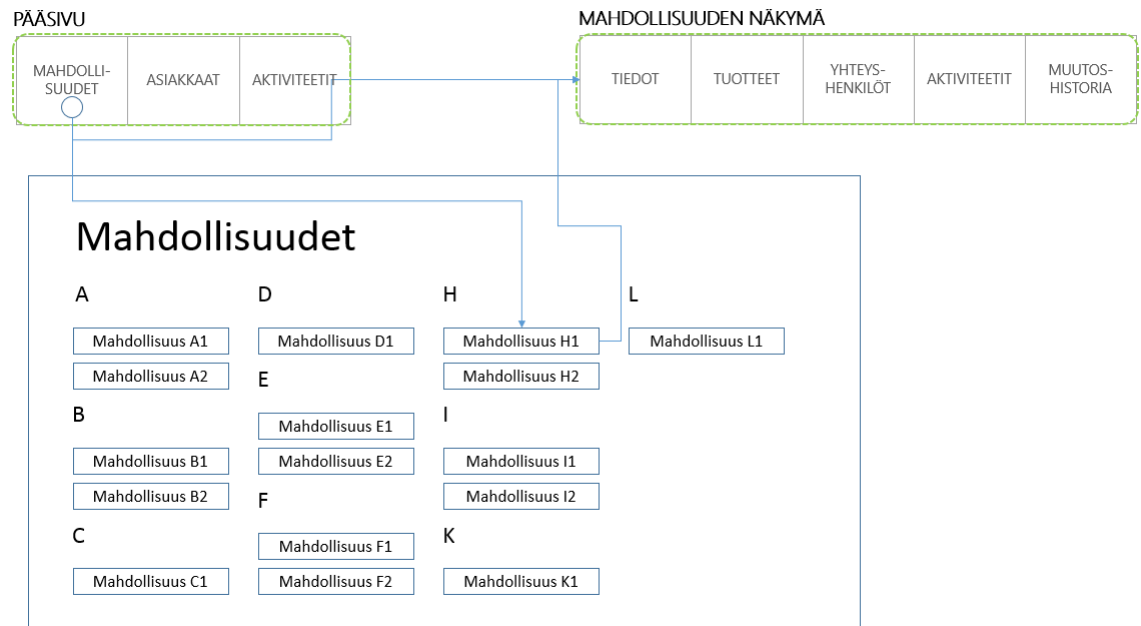 PÄÄSIVU
MAHDOLLI-
SUUDET
ASIAKKAAT
AKTIVITEETIT
MAHDOLLISUUDEN NÄKYMÄ
TIEDOT
TUOTTEET
YHTEYS-
HENKILÖT
AKTIVITEETIT
MUUTOS-
HISTORIA
Mahdollisuudet
A
Mahdollisuus A1
Mahdollisuus A2
B
Mahdollisuus B1
Mahdollisuus B2
C
Mahdollisuus C1
D
Mahdollisuus D1
E
Mahdollisuus E1
Mahdollisuus E2
F
Mahdollisuus F1
Mahdollisuus F2
H
Mahdollisuus H1
Mahdollisuus H2
I
Mahdollisuus I1
Mahdollisuus I2
K
Mahdollisuus K1
L
Mahdollisuus L1